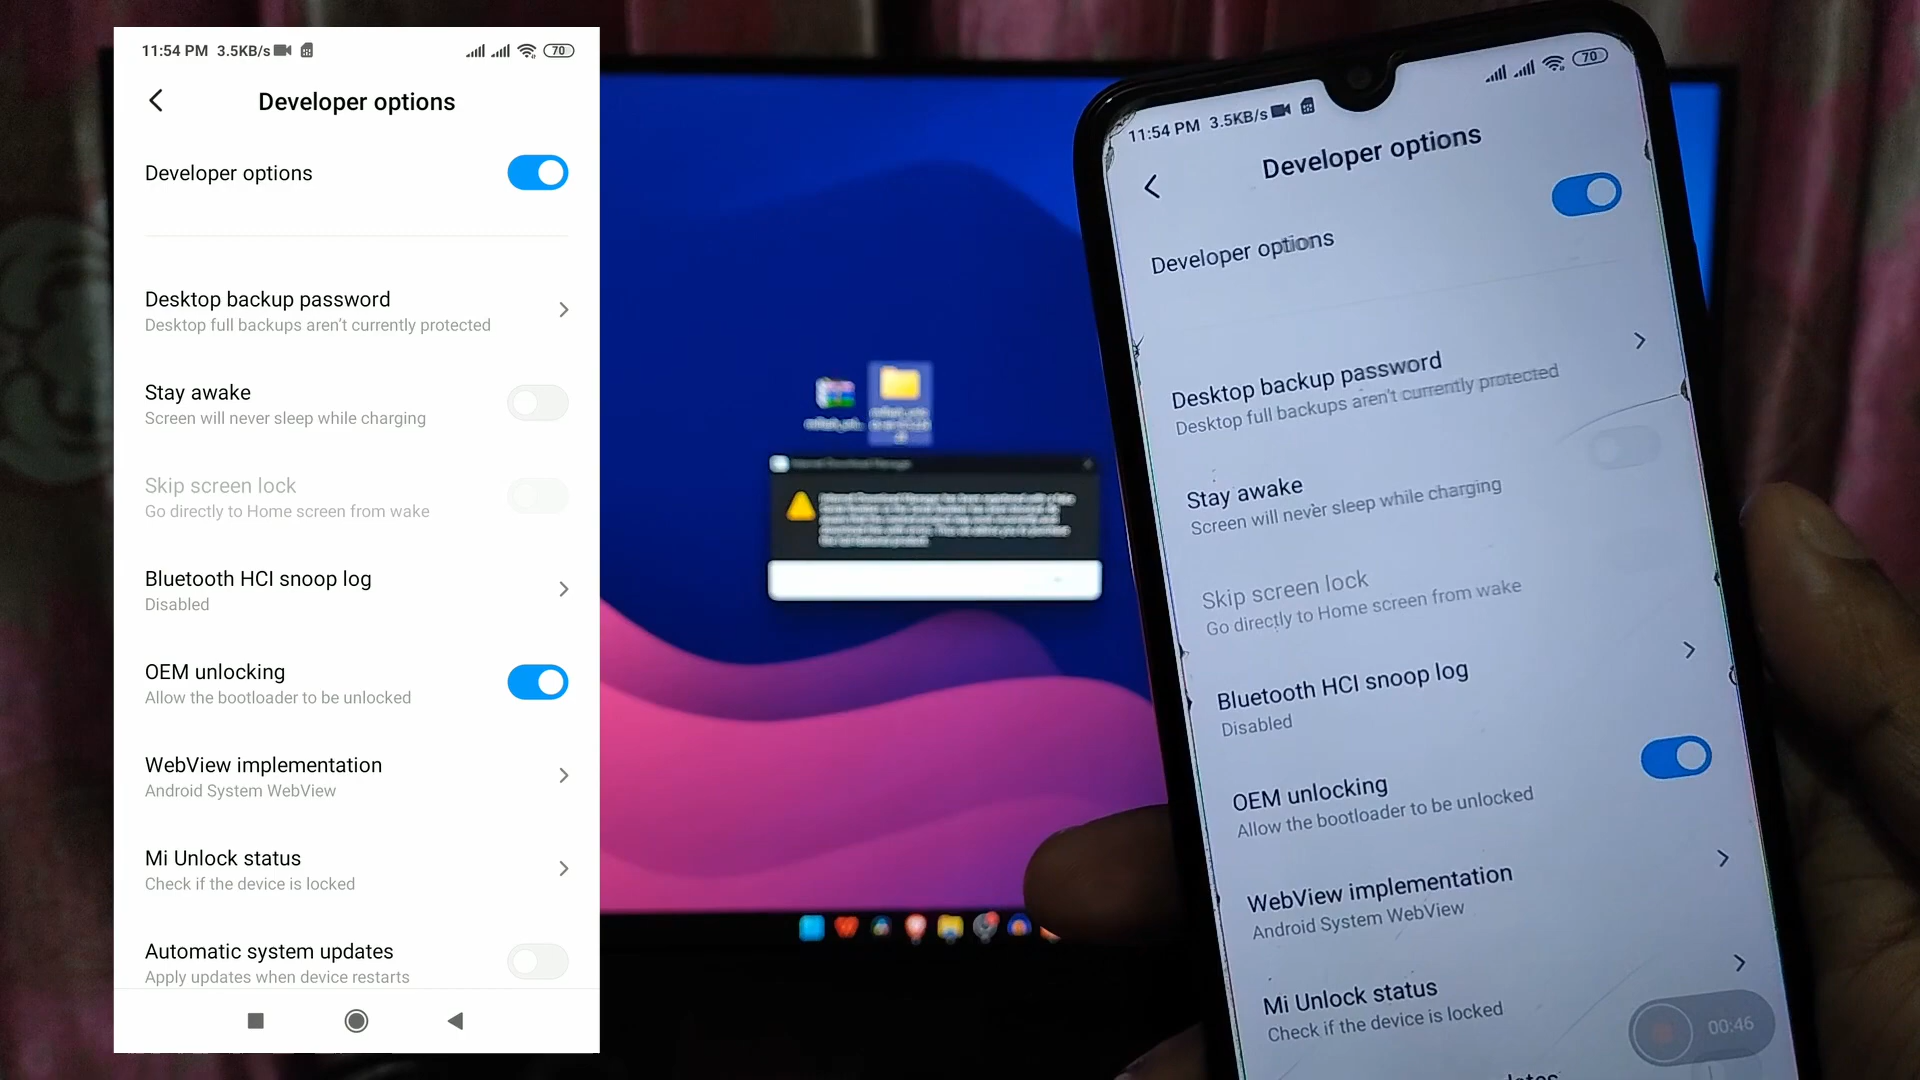 11:54 PM 3.5KB/s
70
Developer options
Developer options
Desktop backup password
Desktop full backups aren't currently protected
Stay awake
Screen will never sleep while charging
Skip screen lock
Go directly to Home screen from wake
Bluetooth HCI snoop log
Disabled
OEM unlocking
Allow the bootloader to be unlocked
WebView implementation
Android System WebView
Mi Unlock status
Check if the device is locked
Automatic system updates
Apply updates when device restarts
11:54 PM 3.5KB/s
70
Developer options
Developer options
Desktop backup password
Desktop full backups aren't currently protected
Stay awake
Screen will never sleep while charging
Skip screen lock
Go directly to Home screen from wake
Bluetooth HCI snoop log
Disabled
OEM unlocking
Allow the bootloader to be unlocked
WebView implementation
Android System WebView
Mi Unlock status
Check if the device is locked
00:46